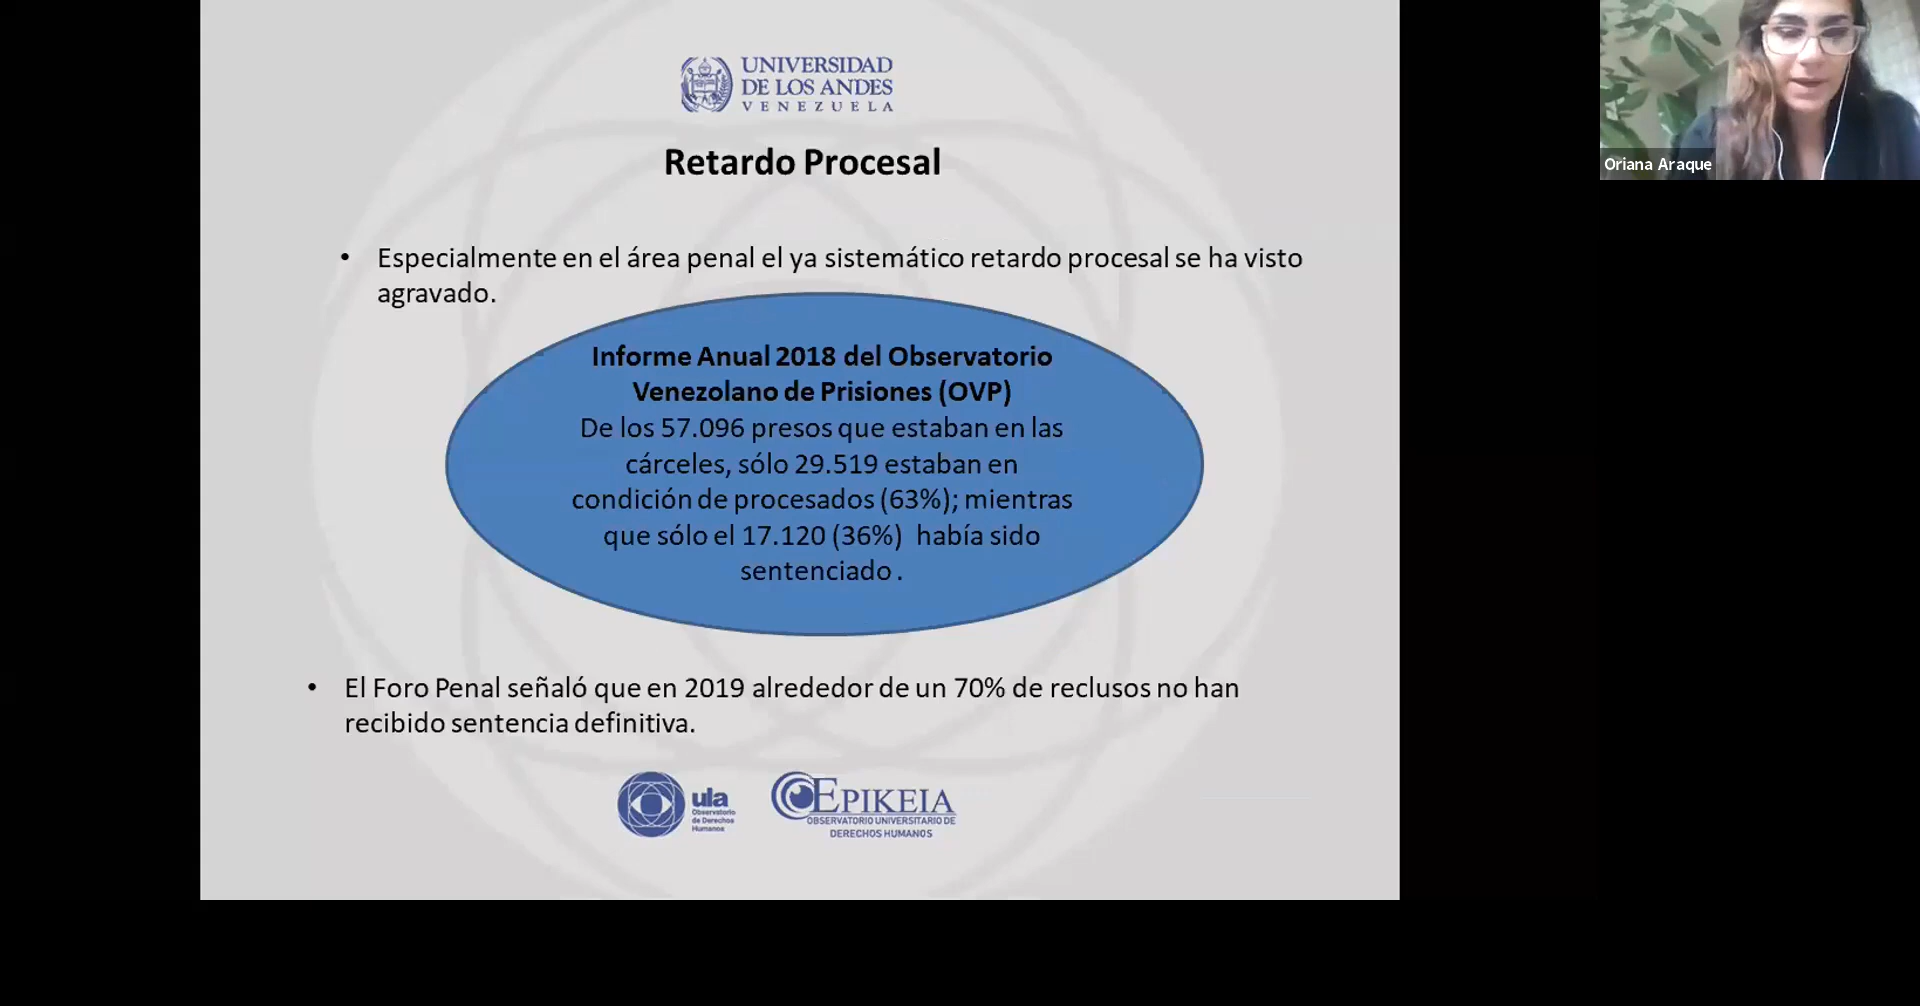 UNIVERSIDAD
DE LOS ANDES
VENEZUELA
Retardo Procesal
Oriana Araque
• Especialmente en el área penal el ya sistemático retardo procesal se ha visto
agravado.
Informe Anual 2018 del Observatorio
Venezolano de Prisiones (OVP)
De los 57.096 presos que estaban en las
cárceles, sólo 29.519 estaban en
condición de procesados (63%); mientras
que sólo el 17.120 (36%) había sido
sentenciado.
• El Foro Penal señaló que en 2019 alrededor de un 70% de reclusos no han
recibido sentencia definitiva.
ula
Observatorio
de Derechos
Humanos
EPIKEIA
OBSERVATORIO UNIVERSITARIO DE
DERECHOS HUMANOS